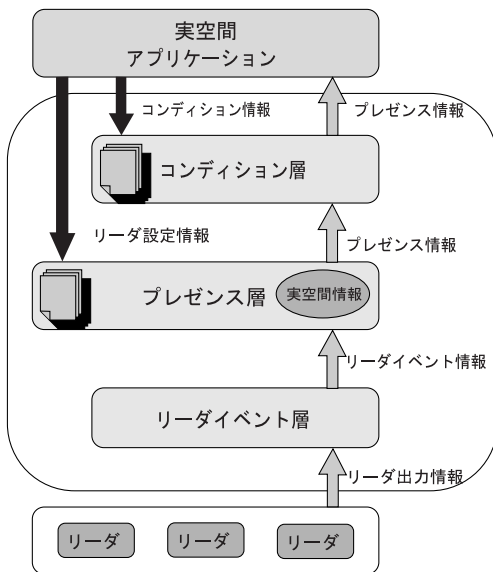 実空間
アプリケーション
コンディション情報
プレゼンス情報
コンディション層
リーダ設定情報
プレゼンス情報
プレゼンス層
実空間情報
リーダイベント情報
リーダイベント層
リーダ出力情報
リーダ
リーダ
リーダ